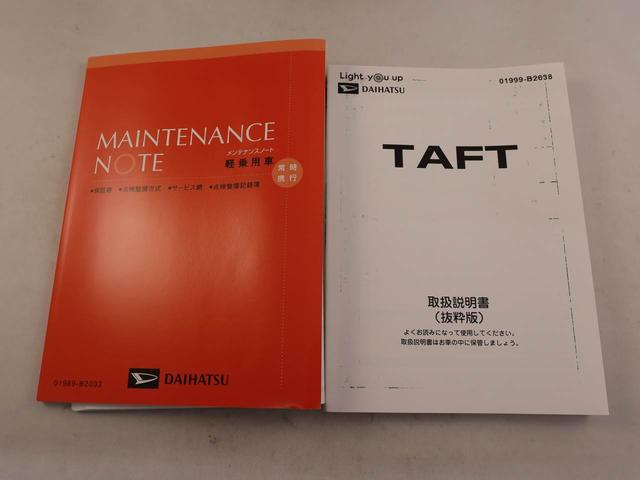 MAINTENANCE
NOTE
メンテナンスノート
軽乗用車
常時
携行
●保証書 ●点検整備方式 ●サービス網 ●点検整備記録簿
01989-B2032
DAIHATSU
Light you up
DAIHATSU
01999-B2638
TAFT
取扱説明書
（抜粋版）
よくお読みになって使用してください。
取扱説明書はお車の中に保管しましょう。